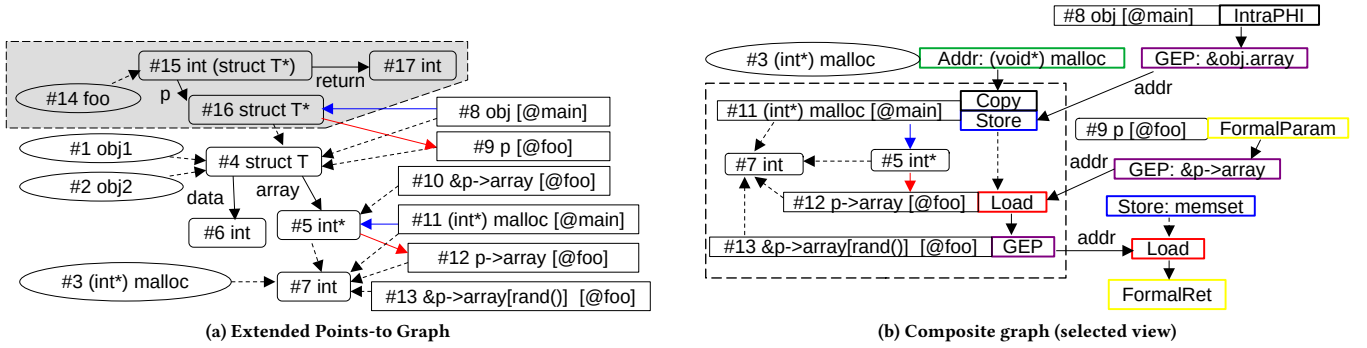 #15 int (struct T*)
return
#17 int
#14 foo
p
#16 struct T*
#8 obj [@main]
#1 obj1
#9 p [@foo]
#4 struct T
#2 obj2
#10 &p->array [@foo]
data
array
#11 (int*) malloc [@main]
#5 int*
#6 int
#12 p->array [@foo]
#3 (int*) malloc
#7 int
#13 &p->array[rand()] [@foo]
(a) Extended Points-to Graph
#8 obj [@main]
IntraPHI
#3 (int*) malloc
Addr: (void*) malloc
GEP: &obj.array
addr
#11 (int*) malloc [@main]
Copy
Store
#9 p [@foo]
FormalParam
#7 int
#5 int*
addr
GEP: &p->array
#12 p->array [@foo]
Load
Store: memset
#13 &p->array[rand()] [@foo]
GEP
addr
Load
FormalRet
(b) Composite graph (selected view)